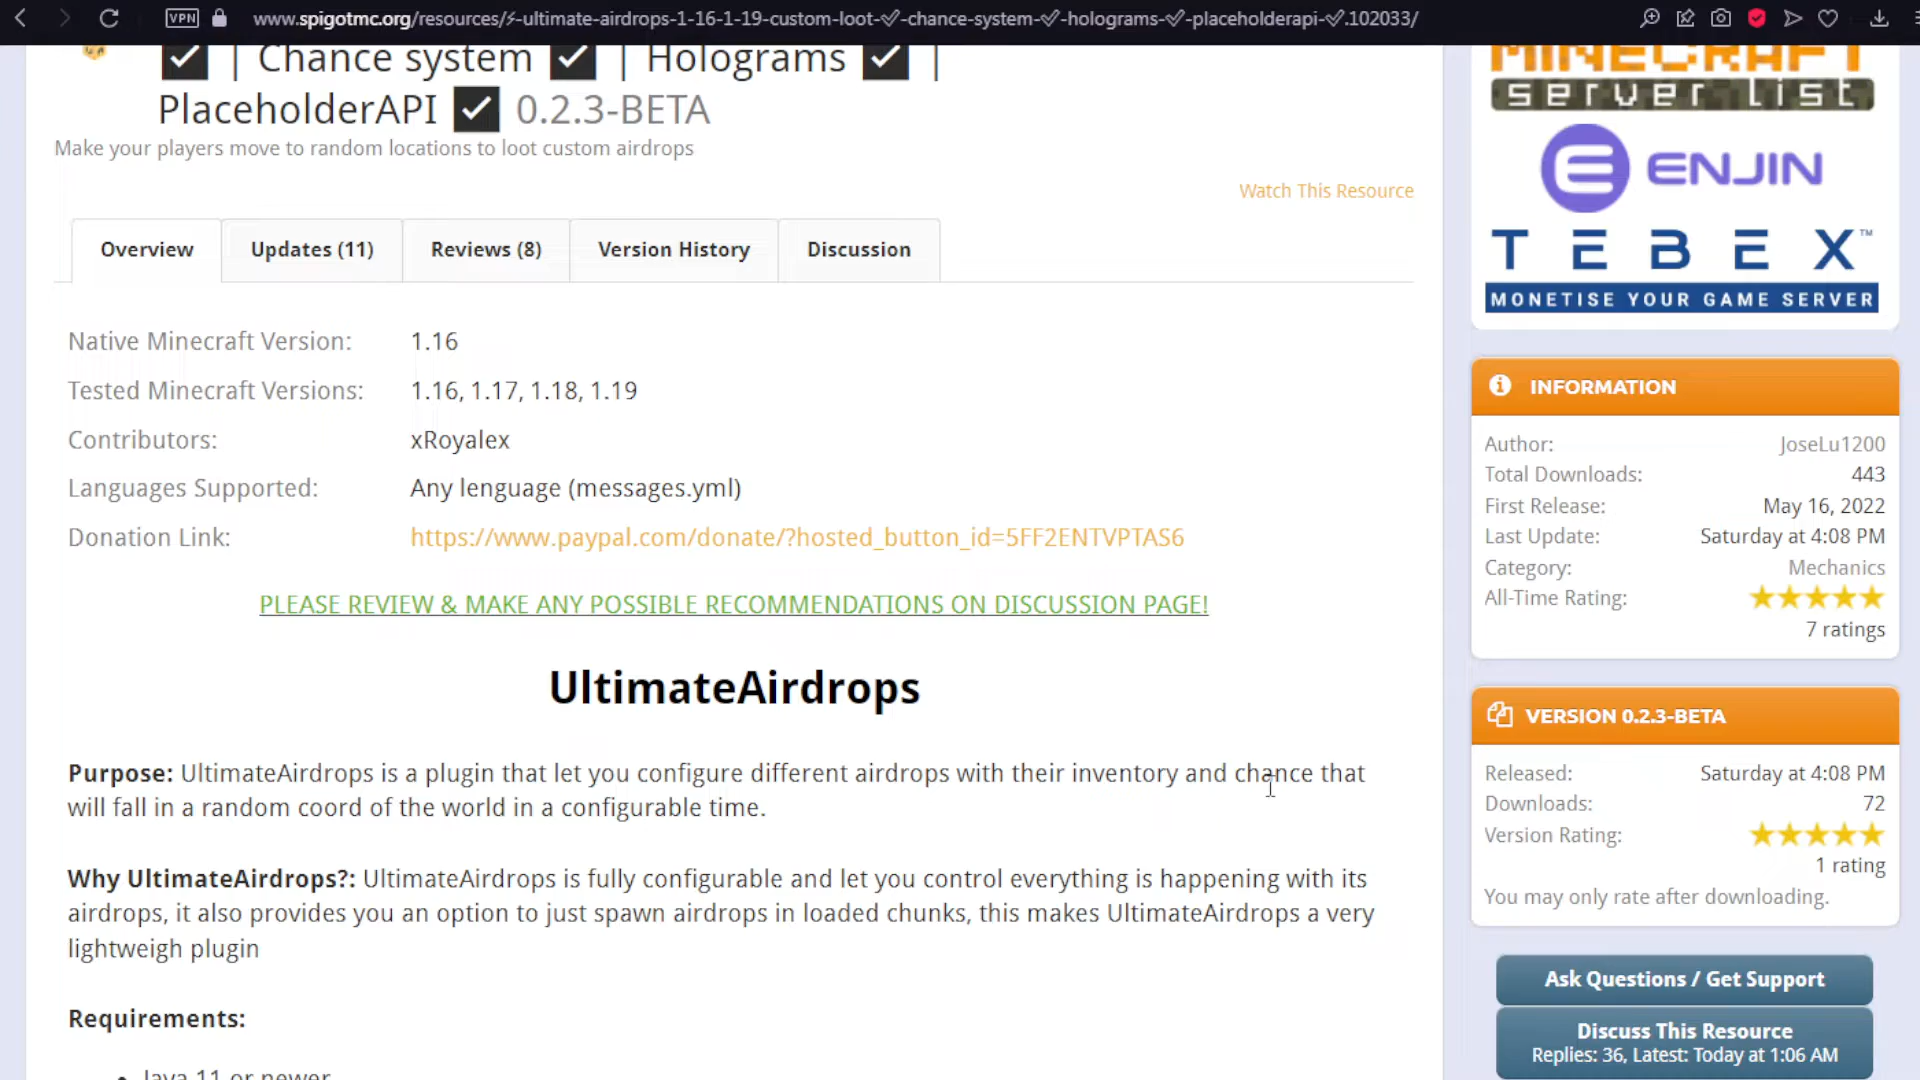 VPN www.spigotmc.org/resources/⚡-ultimate-airdrops-1-16-1-19-custom-loot-✅-chance-system-✅-holograms-✅-placeholderapi-✅.102033/
✓ | Chance system ✓ | Holograms ✓ |
PlaceholderAPI ✓ 0.2.3-BETA
Make your players move to random locations to loot custom airdrops
Watch This Resource
Overview Updates (11) Reviews (8) Version History Discussion
Native Minecraft Version: 1.16
Tested Minecraft Versions: 1.16, 1.17, 1.18, 1.19
Contributors: xRoyalex
Languages Supported: Any lenguage (messages.yml)
Donation Link: https://www.paypal.com/donate/?hosted_button_id=5FF2ENTVPTAS6
PLEASE REVIEW & MAKE ANY POSSIBLE RECOMMENDATIONS ON DISCUSSION PAGE!
UltimateAirdrops
Purpose: UltimateAirdrops is a plugin that let you configure different airdrops with their inventory and chance that
will fall in a random coord of the world in a configurable time.
Why UltimateAirdrops?: UltimateAirdrops is fully configurable and let you control everything is happening with its
airdrops, it also provides you an option to just spawn airdrops in loaded chunks, this makes UltimateAirdrops a very
lightweigh plugin
Requirements:
Java 11 or newer
MINECRAFT
server list
ENJIN
TEBEX™
MONETISE YOUR GAME SERVER
INFORMATION
Author: JoseLu1200
Total Downloads: 443
First Release: May 16, 2022
Last Update: Saturday at 4:08 PM
Category: Mechanics
All-Time Rating:
7 ratings
VERSION 0.2.3-BETA
Released: Saturday at 4:08 PM
Downloads: 72
Version Rating:
1 rating
You may only rate after downloading.
Ask Questions / Get Support
Discuss This Resource
Replies: 36, Latest: Today at 1:06 AM